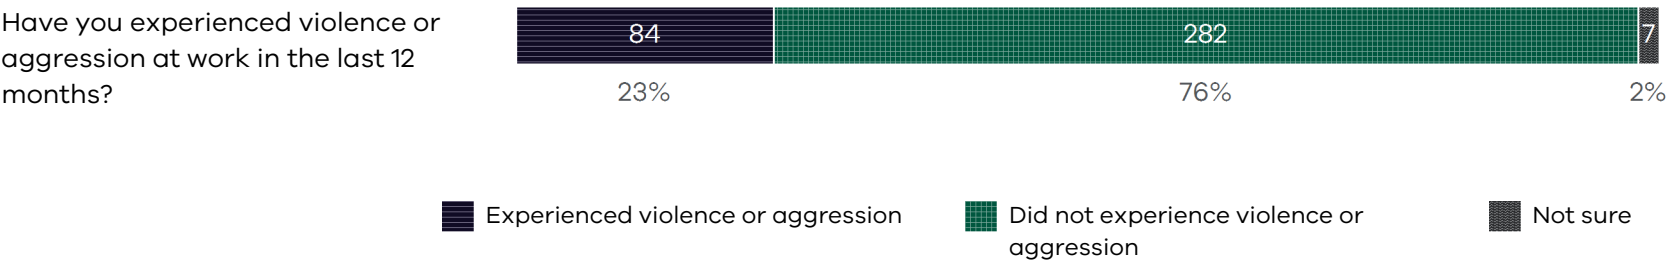 Have you experienced violence or
aggression at work in the last 12
months?
84
282
7
23%
76%
2%
Experienced violence or aggression
Did not experience violence or
aggression
Not sure